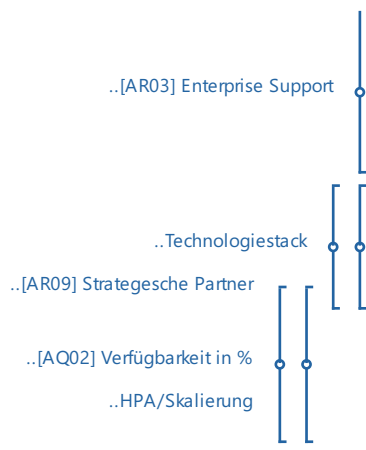 ..[AR03] Enterprise Support
..Technologiestack
..[AR09] Strategesche Partner
..[AQ02] Verfügbarkeit in %
..HPA/Skalierung